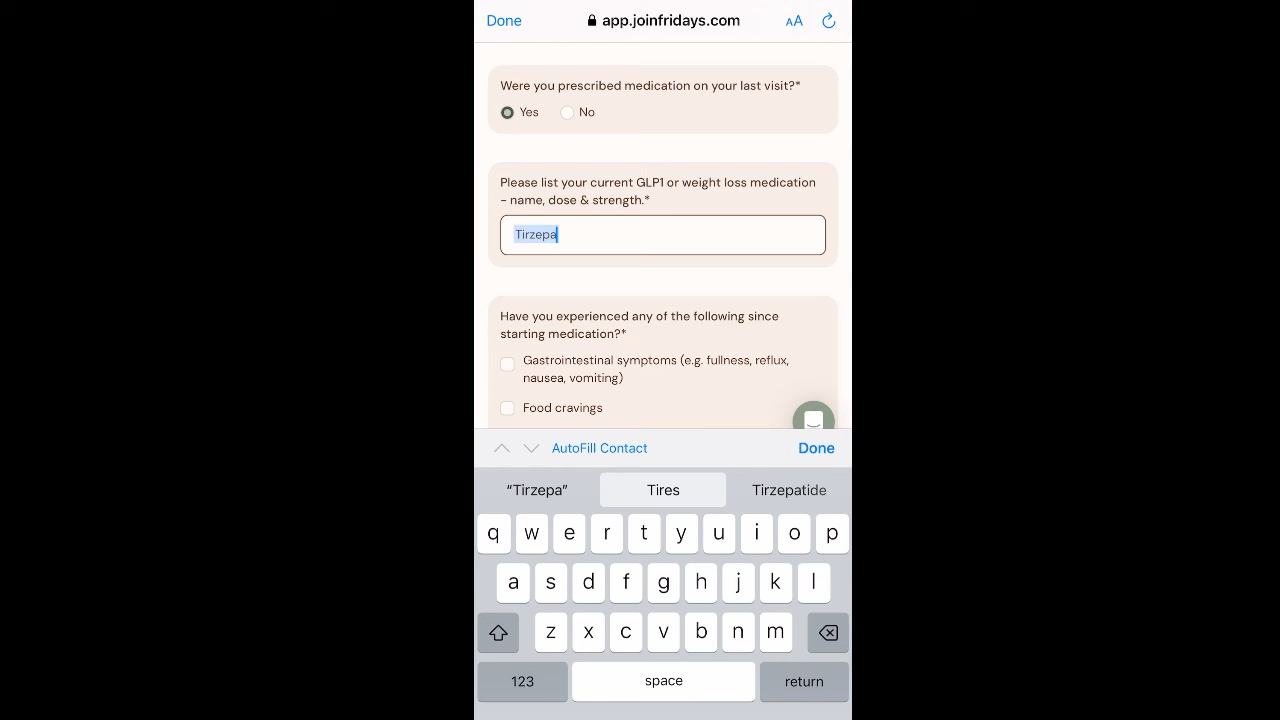 Done
app.joinfridays.com
AA
Were you prescribed medication on your last visit?*
Yes
No
Please list your current GLP1 or weight loss medication
- name, dose & strength.*
Tirzepa
Have you experienced any of the following since
starting medication?*
Gastrointestinal symptoms (e.g. fullness, reflux,
nausea, vomiting)
Food cravings
AutoFill Contact
Done
“Tirzepa”
Tires
Tirzepatide
q w e r t y u i o p
a s d f g h j k l
z x c v b n m
123
space
return